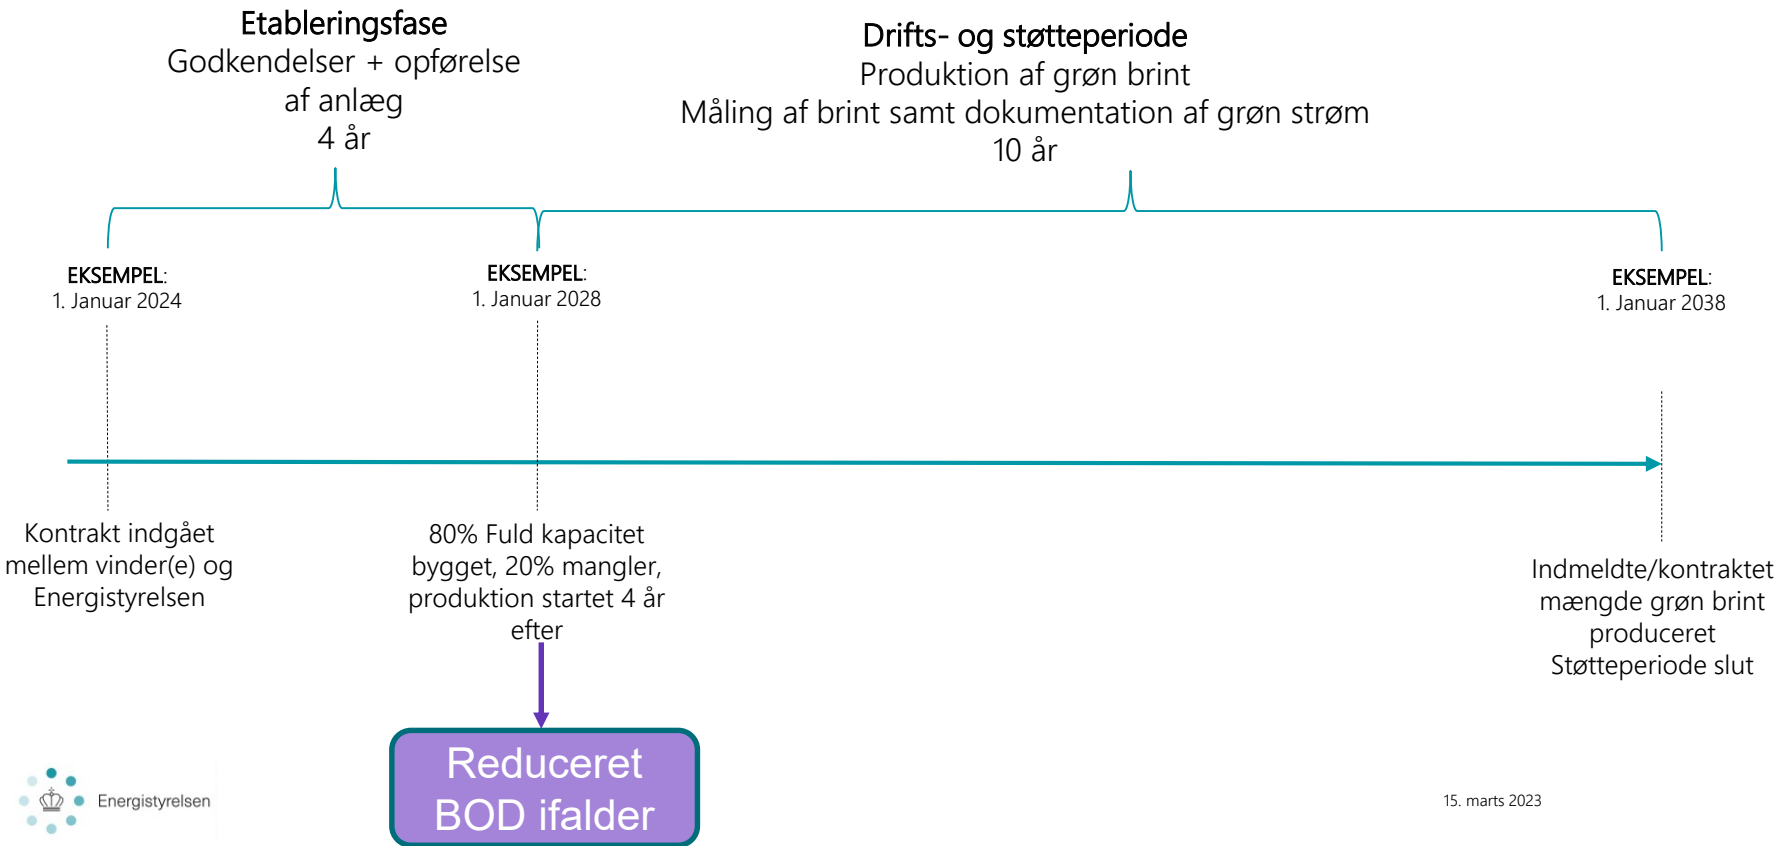 Etableringsfase
Godkendelser + opførelse
af anlæg
4 år
Drifts- og støtteperiode
Produktion af grøn brint
Måling af brint samt dokumentation af grøn strøm
10 år
EKSEMPEL:
1. Januar 2024
EKSEMPEL:
1. Januar 2028
EKSEMPEL:
1. Januar 2038
Kontrakt indgået
mellem vinder(e) og
Energistyrelsen
80% Fuld kapacitet
bygget, 20% mangler,
produktion startet 4 år
efter
Indmeldte/kontraktet
mængde grøn brint
produceret
Støtteperiode slut
Reduceret
BOD ifalder
Energistyrelsen
15. marts 2023